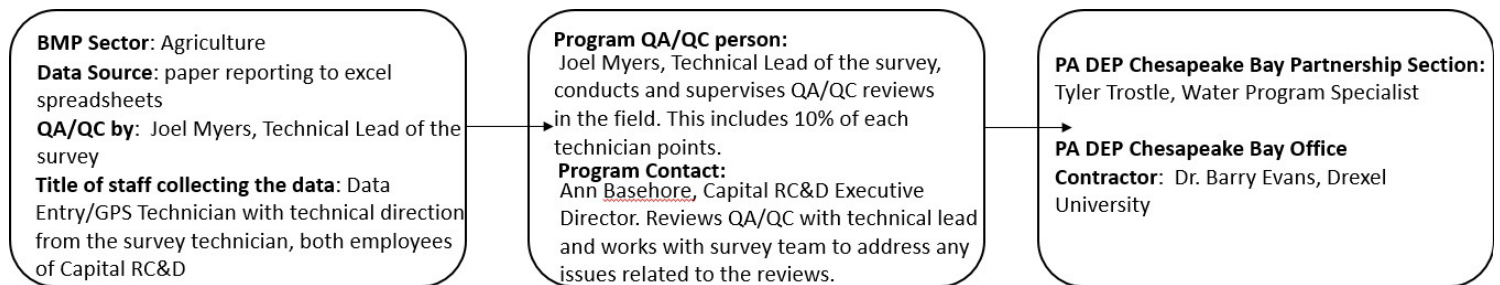 BMP Sector: Agriculture
Data Source: paper reporting to excel
spreadsheets
QA/QC by:  Joel Myers, Technical Lead of the
survey
Title of staff collecting the data: Data
Entry/GPS Technician with technical direction
from the survey technician, both employees
of Capital RC&D
Program QA/QC person:
Joel Myers, Technical Lead of the survey,
conducts and supervises QA/QC reviews
in the field. This includes 10% of each
technician points.
Program Contact:
Ann Basehore, Capital RC&D Executive
Director. Reviews QA/QC with technical lead
and works with survey team to address any
issues related to the reviews.
PA DEP Chesapeake Bay Partnership Section:
Tyler Trostle, Water Program Specialist
PA DEP Chesapeake Bay Office
Contractor:  Dr. Barry Evans, Drexel
University